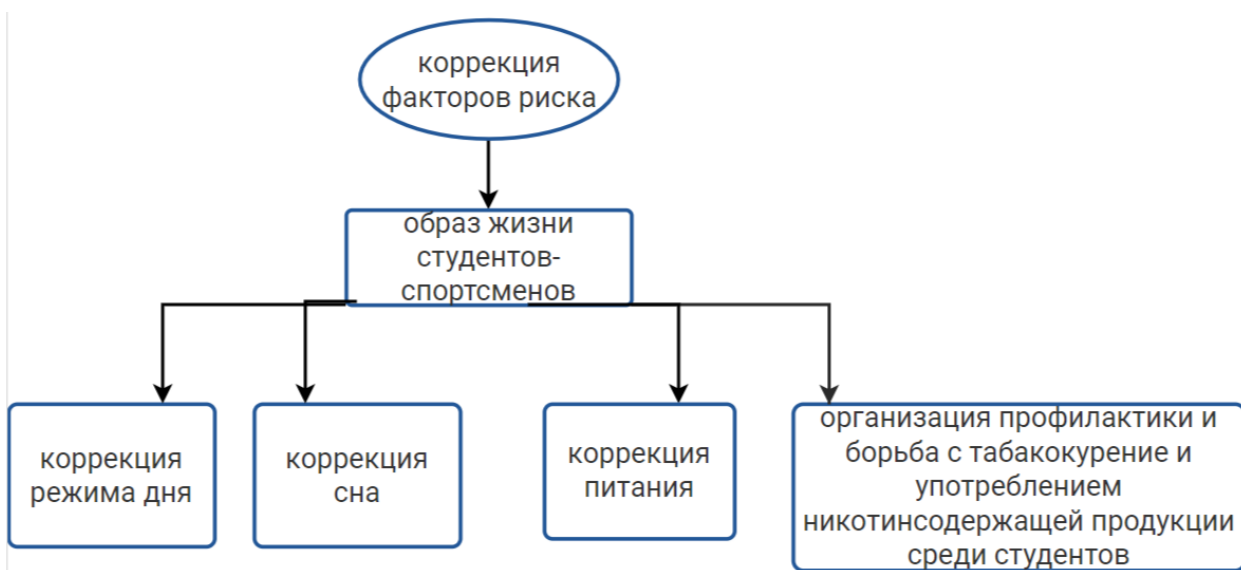 коррекция
факторов риска
образ жизни
студентов-
спортсменов
коррекция
режима дня
коррекция
сна
коррекция
питания
организация профилактики и
борьба с табакокурение и
употреблением
никотинсодержащей продукции
среди студентов